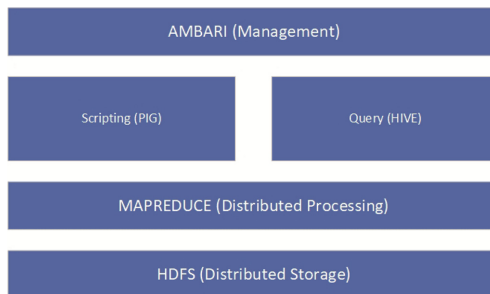 AMBARI (Management)
Scripting (PIG)
Query (HIVE)
MAPREDUCE (Distributed Processing)
HDFS (Distributed Storage)